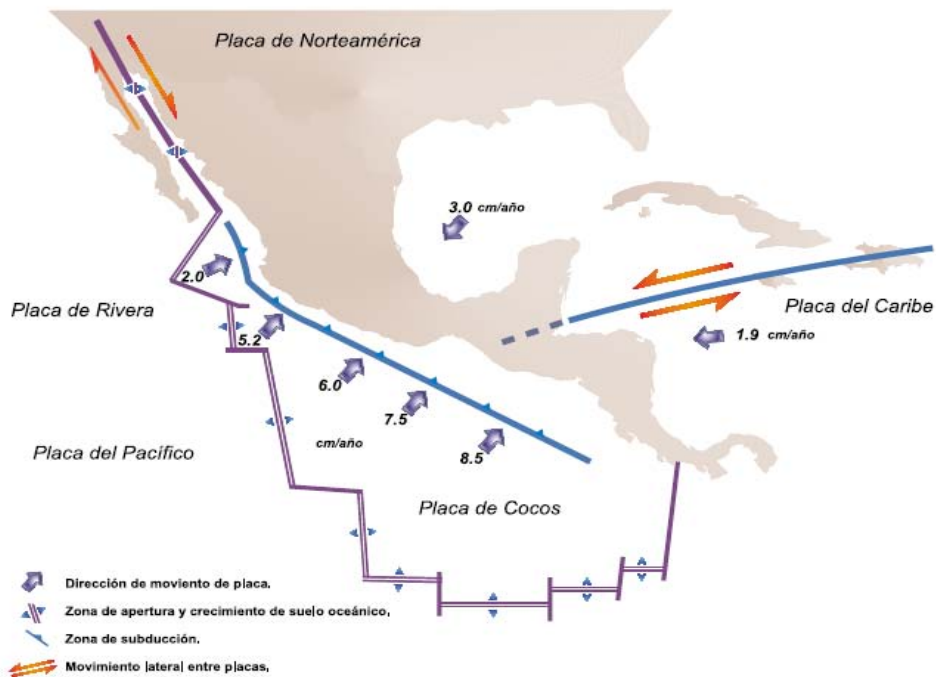 Placa de Norteamérica
3.0 cm/año
2.0
Placa de Rivera
Placa del Caribe
5.2
1.9 cm/año
6.0
7.5
cm/año
Placa del Pacífico
8.5
Placa de Cocos
Dirección de moviento de placa.
Zona de apertura y crecimiento de suelo oceánico,
Zona de subducción.
Movimiento lateral entre placas,